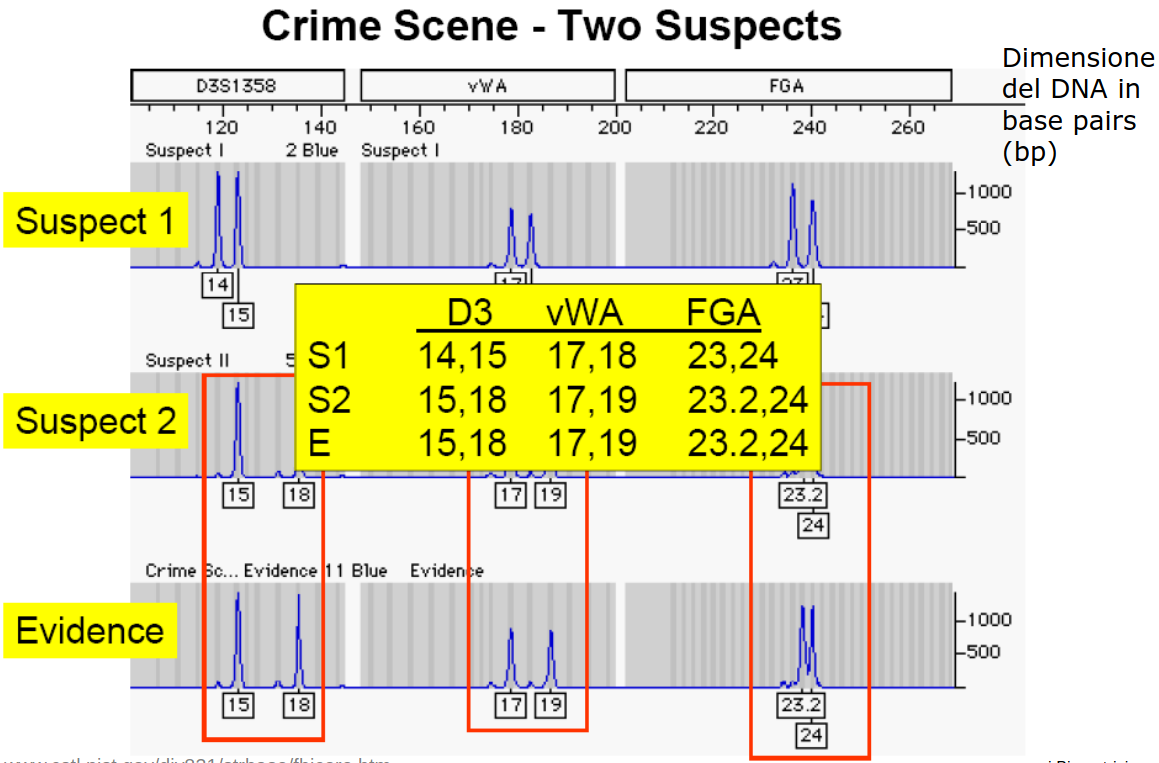 Crime Scene - Two Suspects
Dimensione
del DNA in
base pairs
(bp)
D3S1358 vWA FGA
120 140 160 180 200 220 240 260
Suspect I 2 Blue Suspect I
Suspect 1
1000
500
14 17 23
15
D3 vWA FGA
S1 14,15 17,18 23,24
S2 15,18 17,19 23.2,24
E 15,18 17,19 23.2,24
Suspect II 5
Suspect 2
1000
500
15 18 17 19 23.2
24
Crime Sc... Evidence 11 Blue Evidence
Evidence
1000
500
15 18 17 19 23.2
24